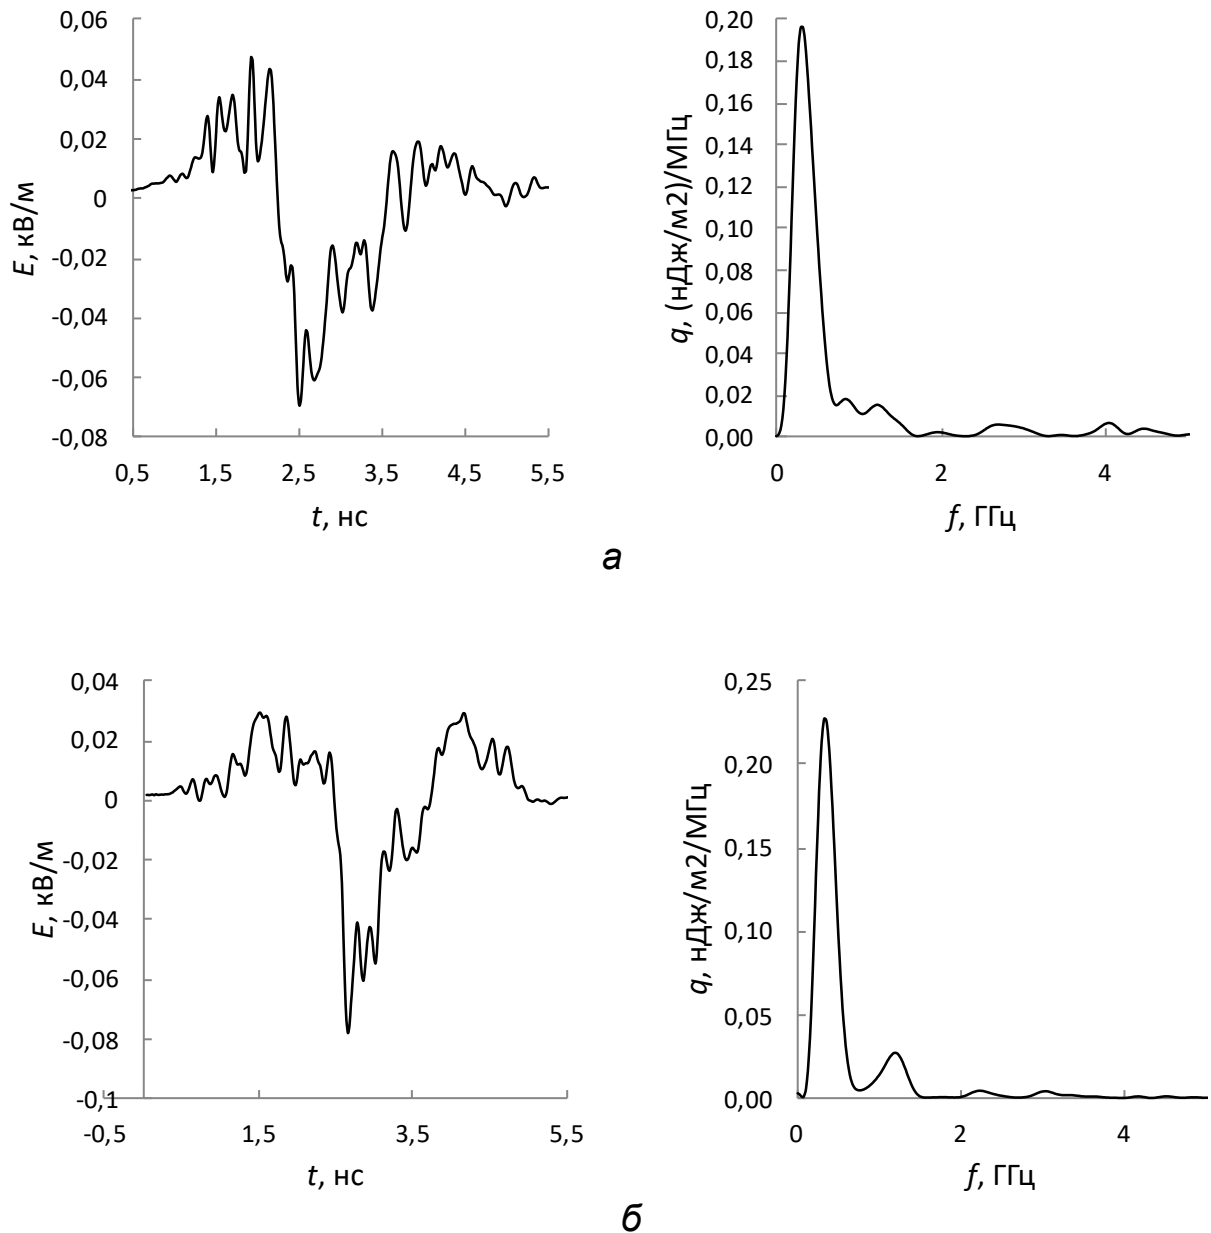 0,06
0,04
0,02
0
-0,02
-0,04
-0,06
-0,08
E, кВ/м
0,5 1,5 2,5 3,5 4,5 5,5
t, нс
0,20
0,18
0,16
0,14
0,12
0,10
0,08
0,06
0,04
0,02
0,00
q, (нДж/м2)/МГц
0 2 4
f, ГГц
а
0,04
0,02
0
-0,02
-0,04
-0,06
-0,08
-0,1
E, кВ/м
-0,5 1,5 3,5 5,5
t, нс
0,25
0,20
0,15
0,10
0,05
0,00
q, нДж/м2/МГц
0 2 4
f, ГГц
б